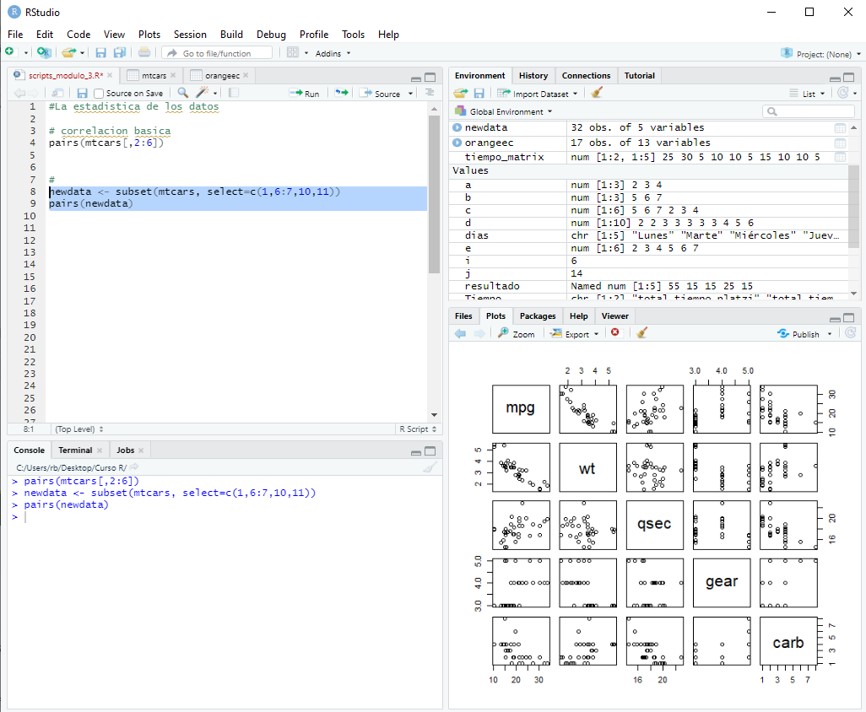 RStudio
File Edit Code View Plots Session Build Debug Profile Tools Help
Go to file/function Addins Project: (None)
scripts_modulo_3.R* mtcars orangeec
Source on Save Run Source
1 #La estadistica de los datos
2
3 # correlacion basica
4 pairs(mtcars[,2:6])
5
6
7 #
8 newdata <- subset(mtcars, select=c(1,6:7,10,11))
9 pairs(newdata)
10
11
12
13
14
15
16
17
18
19
20
21
22
23
24
25
26
27
8:1 (Top Level) R Script
Console Terminal Jobs
C:/Users/rb/Desktop/Curso R/
> pairs(mtcars[,2:6])
> newdata <- subset(mtcars, select=c(1,6:7,10,11))
> pairs(newdata)
>
Environment History Connections Tutorial
Import Dataset List
Global Environment
newdata 32 obs. of 5 variables
orangeec 17 obs. of 13 variables
tiempo_matrix num [1:2, 1:5] 25 30 5 10 10 5 15 10 10 5
Values
a num [1:3] 2 3 4
b num [1:3] 5 6 7
c num [1:6] 5 6 7 2 3 4
d num [1:10] 2 2 3 3 3 3 3 4 5 6
dias chr [1:5] "Lunes" "Marte" "Miércoles" "Juev…
e num [1:6] 2 3 4 5 6 7
i 6
j 14
resultado Named num [1:5] 55 15 15 25 15
Tiempo chr [1:2] "total tiempo platzi" "total tiem…
Files Plots Packages Help Viewer
Zoom Export Publish
2 3 4 5 3.0 4.0 5.0
mpg 10 20 30
2 3 4 5 wt
qsec 16 20
3.0 4.0 5.0 gear
carb 1 3 5 7
10 20 30 16 20 1 3 5 7